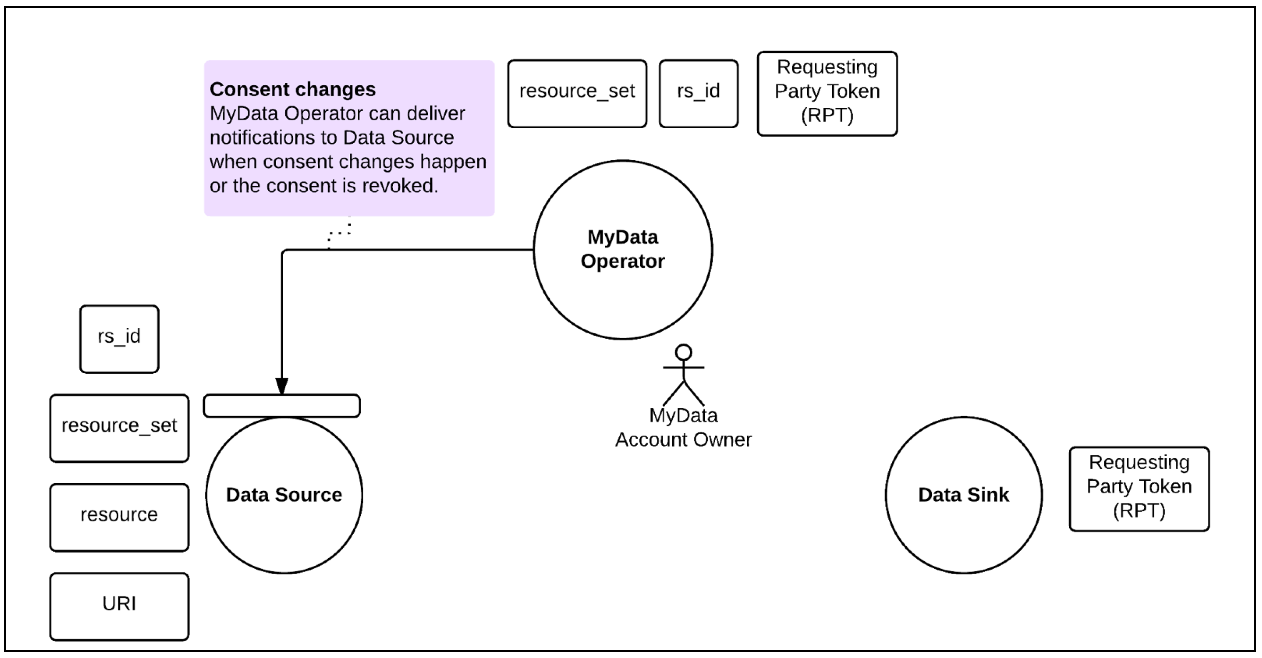 Consent changes
MyData Operator can deliver
notifications to Data Source
when consent changes happen
or the consent is revoked.
resource_set
rs_id
Requesting
Party Token
(RPT)
MyData
Operator
rs_id
resource_set
resource
URI
Data Source
MyData
Account Owner
Data Sink
Requesting
Party Token
(RPT)